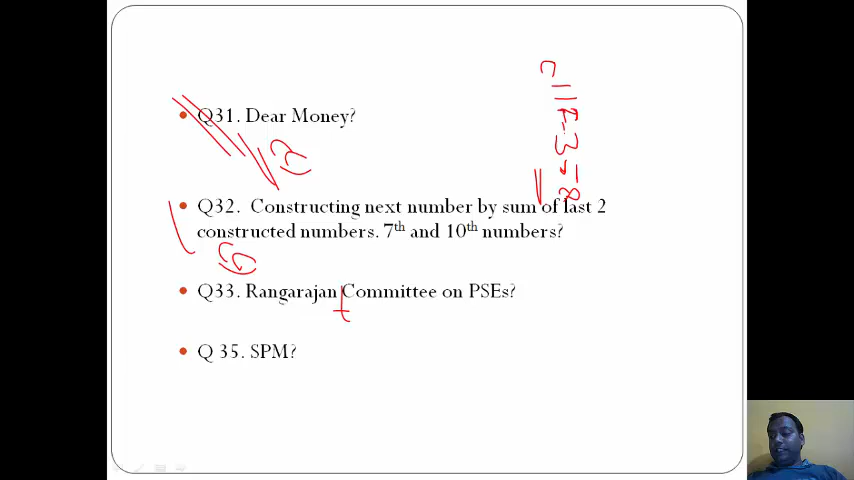 Q31. Dear Money?
Q32. Constructing next number by sum of last 2
constructed numbers. 7th and 10th numbers?
Q33. Rangarajan Committee on PSEs?
Q 35. SPM?